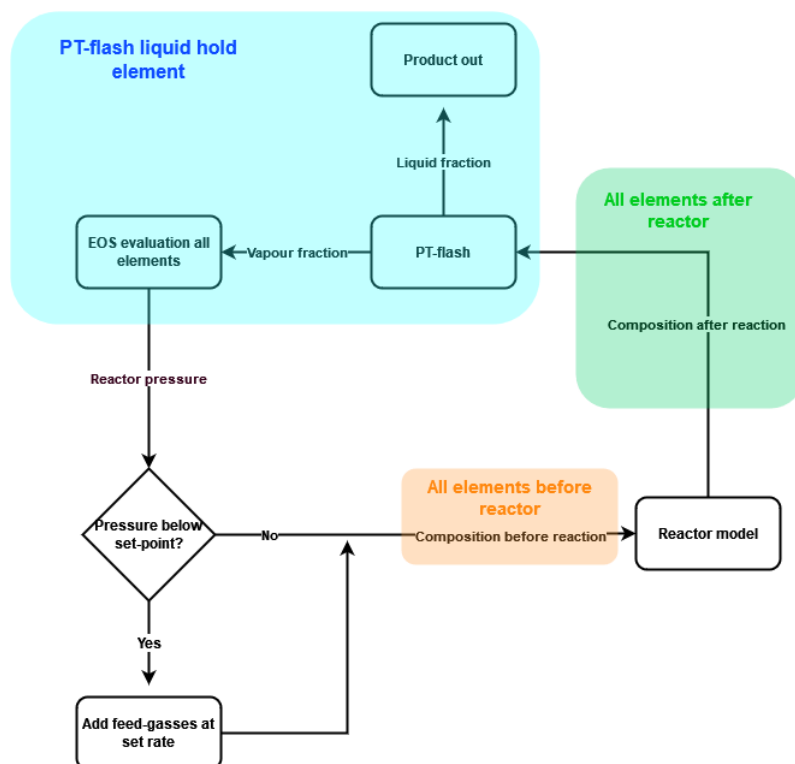 PT-flash liquid hold
element
Product out
Liquid fraction
All elements after
reactor
EOS evaluation all
elements
Vapour fraction
PT-flash
Composition after reaction
Reactor pressure
All elements before
reactor
Pressure below
set-point?
No
Composition before reaction
Reactor model
Yes
Add feed-gasses at
set rate